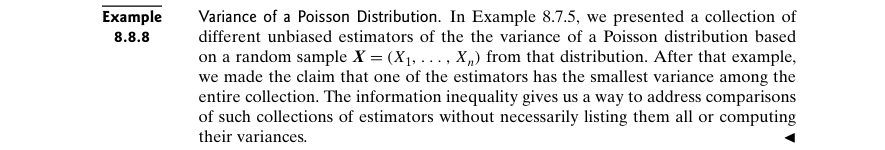 Example Variance of a Poisson Distribution. In Example 8.7.5, we presented a collection of
8.8.8 different unbiased estimators of the the variance of a Poisson distribution based
on a random sample X = (X₁, . . . , Xₙ) from that distribution. After that example,
we made the claim that one of the estimators has the smallest variance among the
entire collection. The information inequality gives us a way to address comparisons
of such collections of estimators without necessarily listing them all or computing
their variances. ◄